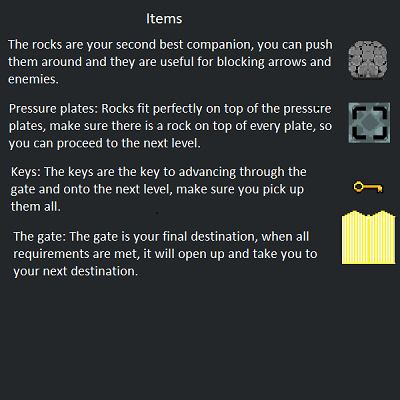 Items
The rocks are your second best companion, you can push
them around and they are useful for blocking arrows and
enemies.
Pressure plates: Rocks fit perfectly on top of the pressure
plates, make sure there is a rock on top of every plate, so
you can proceed to the next level.
Keys: The keys are the key to advancing through the
gate and onto the next level, make sure you pick up
them all.
The gate: The gate is your final destination, when all
requirements are met, it will open up and take you to
your next destination.